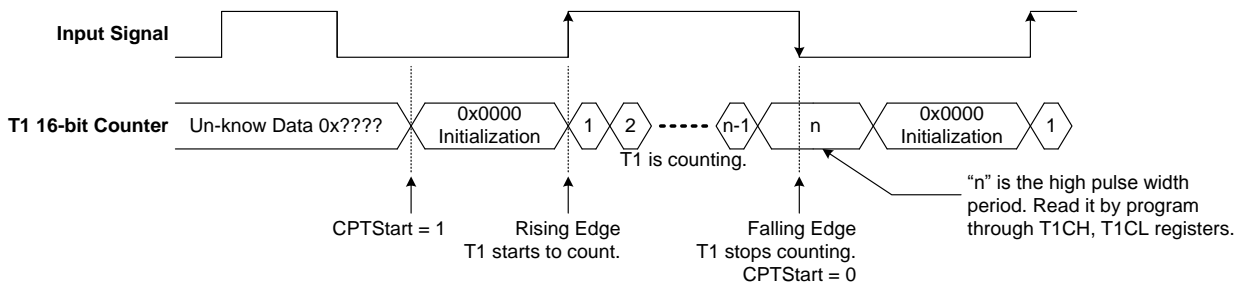 Input Signal
T1 16-bit Counter
Un-know Data 0x????
0x0000
Initialization
1
2
n-1
n
0x0000
Initialization
1
T1 is counting.
CPTStart = 1
Rising Edge
T1 starts to count.
Falling Edge
T1 stops counting.
CPTStart = 0
“n” is the high pulse width
period. Read it by program
through T1CH, T1CL registers.